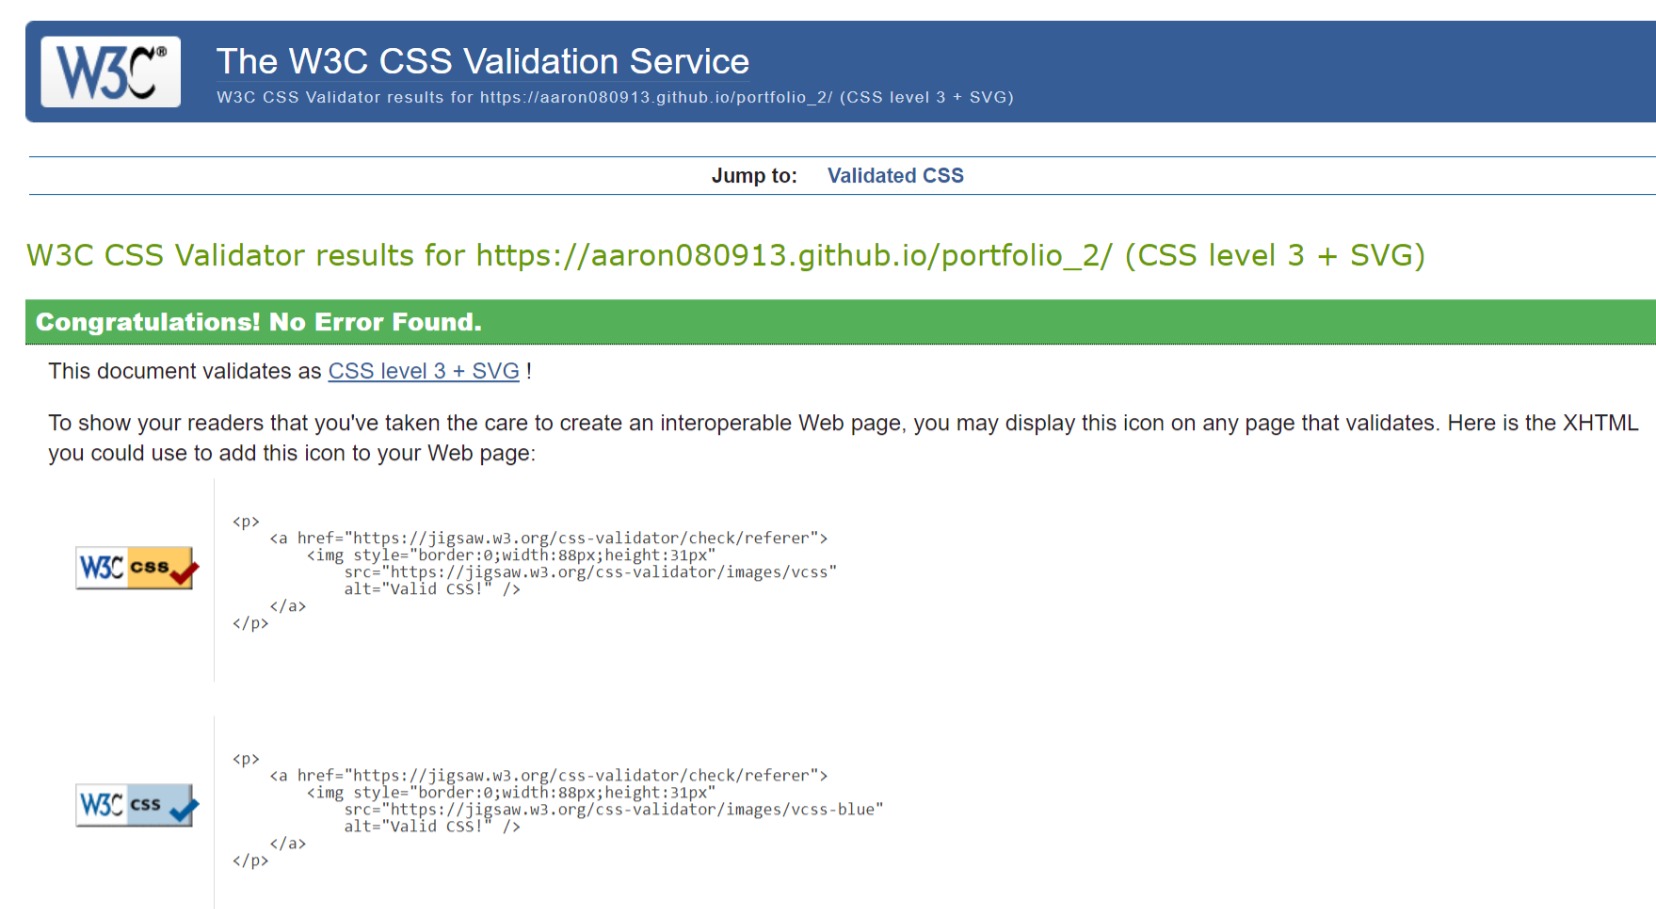 W3C®
The W3C CSS Validation Service
W3C CSS Validator results for https://aaron080913.github.io/portfolio_2/ (CSS level 3 + SVG)
Jump to: Validated CSS
W3C CSS Validator results for https://aaron080913.github.io/portfolio_2/ (CSS level 3 + SVG)
Congratulations! No Error Found.
This document validates as CSS level 3 + SVG !
To show your readers that you've taken the care to create an interoperable Web page, you may display this icon on any page that validates. Here is the XHTML
you could use to add this icon to your Web page:
W3C css
<p>
    <a href="https://jigsaw.w3.org/css-validator/check/referer">
        <img style="border:0;width:88px;height:31px"
            src="https://jigsaw.w3.org/css-validator/images/vcss"
            alt="Valid CSS!" />
    </a>
</p>
W3C css
<p>
    <a href="https://jigsaw.w3.org/css-validator/check/referer">
        <img style="border:0;width:88px;height:31px"
            src="https://jigsaw.w3.org/css-validator/images/vcss-blue"
            alt="Valid CSS!" />
    </a>
</p>